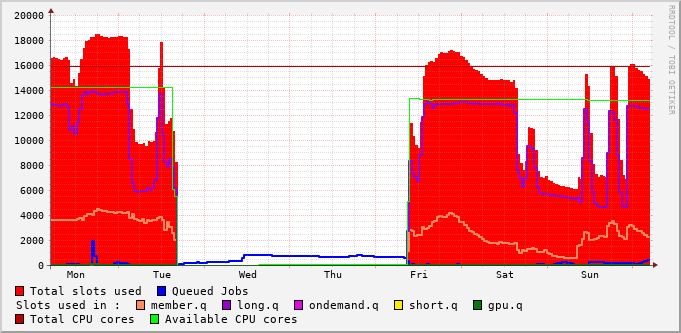 20000
18000
16000
14000
12000
10000
8000
6000
4000
2000
0
Mon Tue Wed Thu Fri Sat Sun
Total slots used Queued Jobs
Slots used in : member.q long.q ondemand.q short.q gpu.q
Total CPU cores Available CPU cores
RRDTOOL / TOBI OETIKER